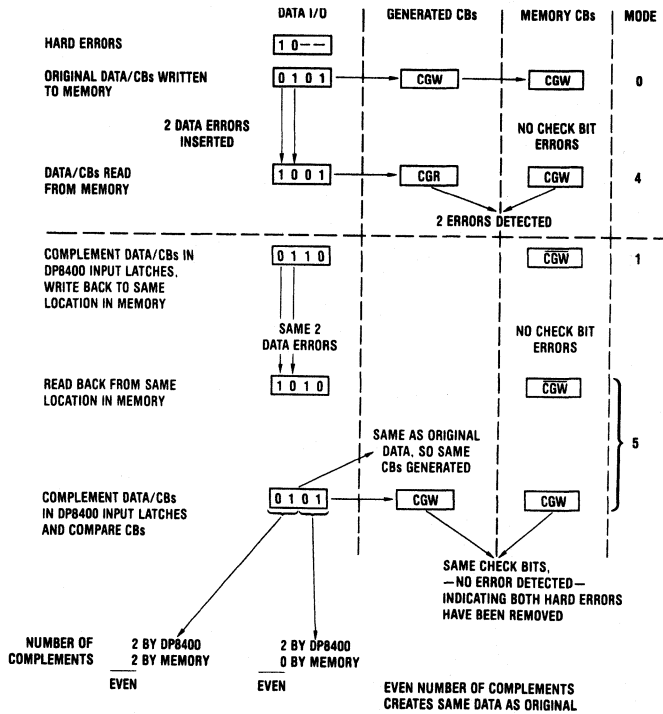 DATA I/O GENERATED CBs MEMORY CBs MODE
HARD ERRORS 1 0 – –
ORIGINAL DATA/CBs WRITTEN
TO MEMORY
0 1 0 1 CGW CGW 0
2 DATA ERRORS
INSERTED
NO CHECK BIT
ERRORS
DATA/CBs READ
FROM MEMORY
1 0 0 1 CGR CGW 4
2 ERRORS DETECTED
COMPLEMENT DATA/CBs IN
DP8400 INPUT LATCHES,
WRITE BACK TO SAME
LOCATION IN MEMORY
0 1 1 0 C̅G̅W̅ 1
SAME 2
DATA ERRORS
NO CHECK BIT
ERRORS
READ BACK FROM SAME
LOCATION IN MEMORY
1 0 1 0 C̅G̅W̅
5
SAME AS ORIGINAL
DATA, SO SAME
CBs GENERATED
COMPLEMENT DATA/CBs
IN DP8400 INPUT LATCHES
AND COMPARE CBs
0 1 0 1 CGW CGW
SAME CHECK BITS,
—NO ERROR DETECTED—
INDICATING BOTH HARD ERRORS
HAVE BEEN REMOVED
NUMBER OF
COMPLEMENTS
2 BY DP8400
2 BY MEMORY
EVEN
2 BY DP8400
0 BY MEMORY
EVEN
EVEN NUMBER OF COMPLEMENTS
CREATES SAME DATA AS ORIGINAL